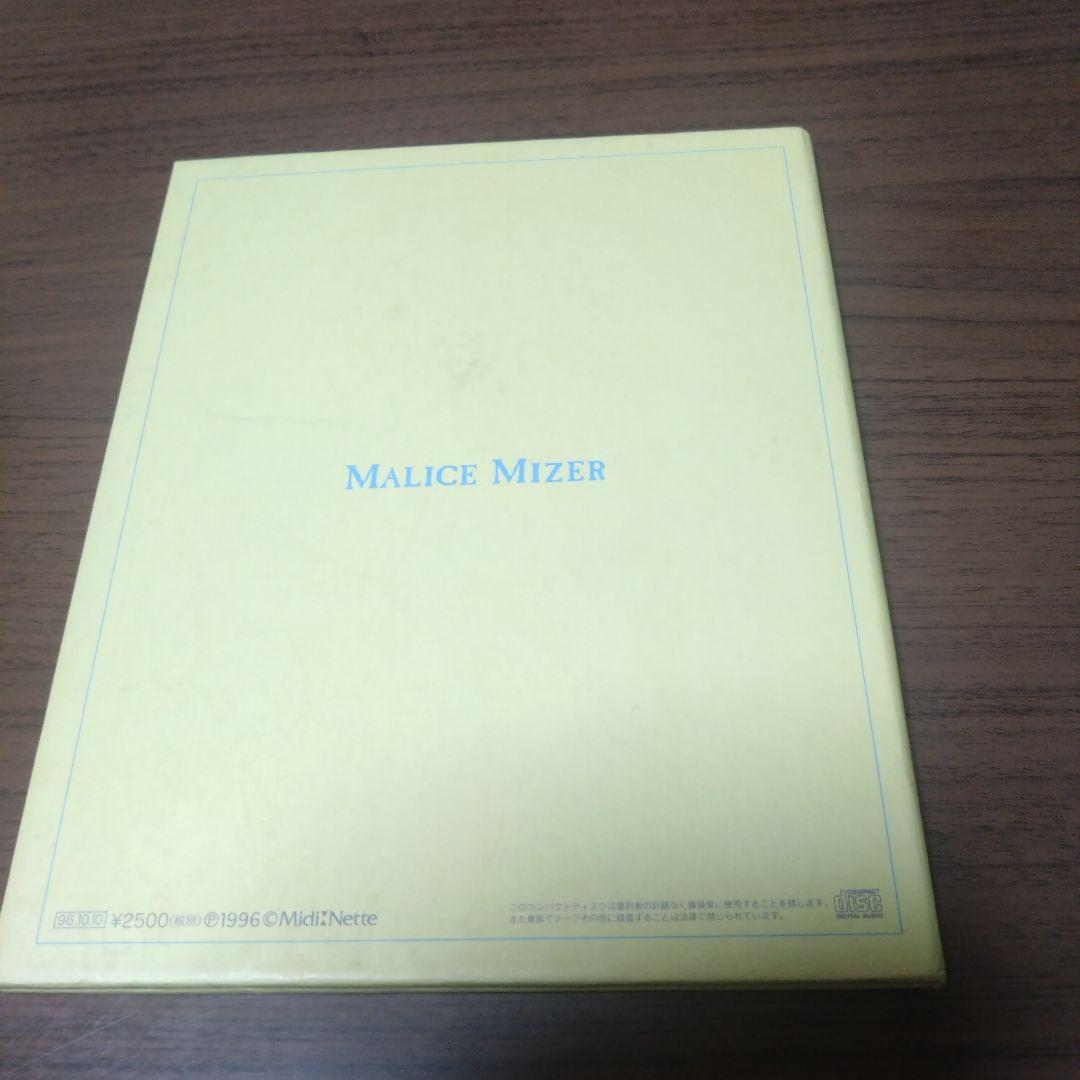 MALICE MIZER
96.10.10 ¥2500(税別) Ⓟ1996 ©Midi:Nette
このコンパクトディスクは権利者の許諾なく賃貸業に使用することを禁じます。
また無断でテープその他に録音することは法律で禁じられています。
COMPACT
disc
DIGITAL AUDIO